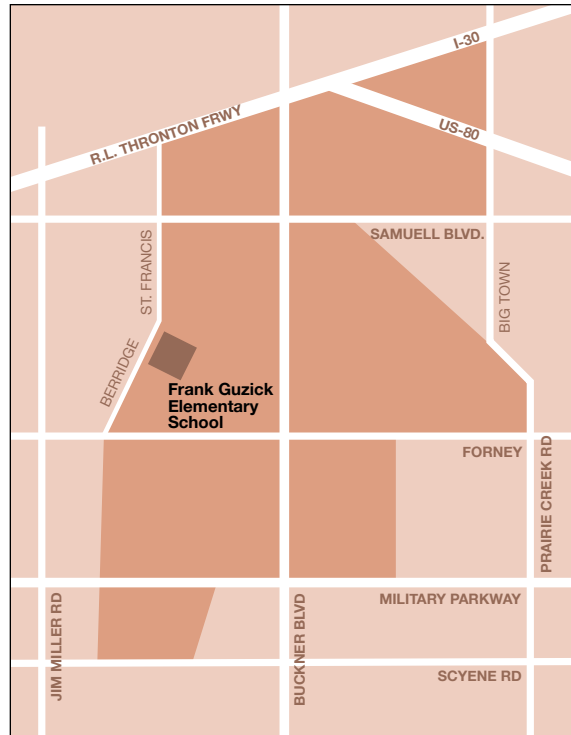 I-30
R.L. THRONTON FRWY
US-80
SAMUELL BLVD.
ST. FRANCIS
BIG TOWN
BERRIDGE
Frank Guzick
Elementary
School
FORNEY
PRAIRIE CREEK RD
MILITARY PARKWAY
JIM MILLER RD
BUCKNER BLVD
SCYENE RD